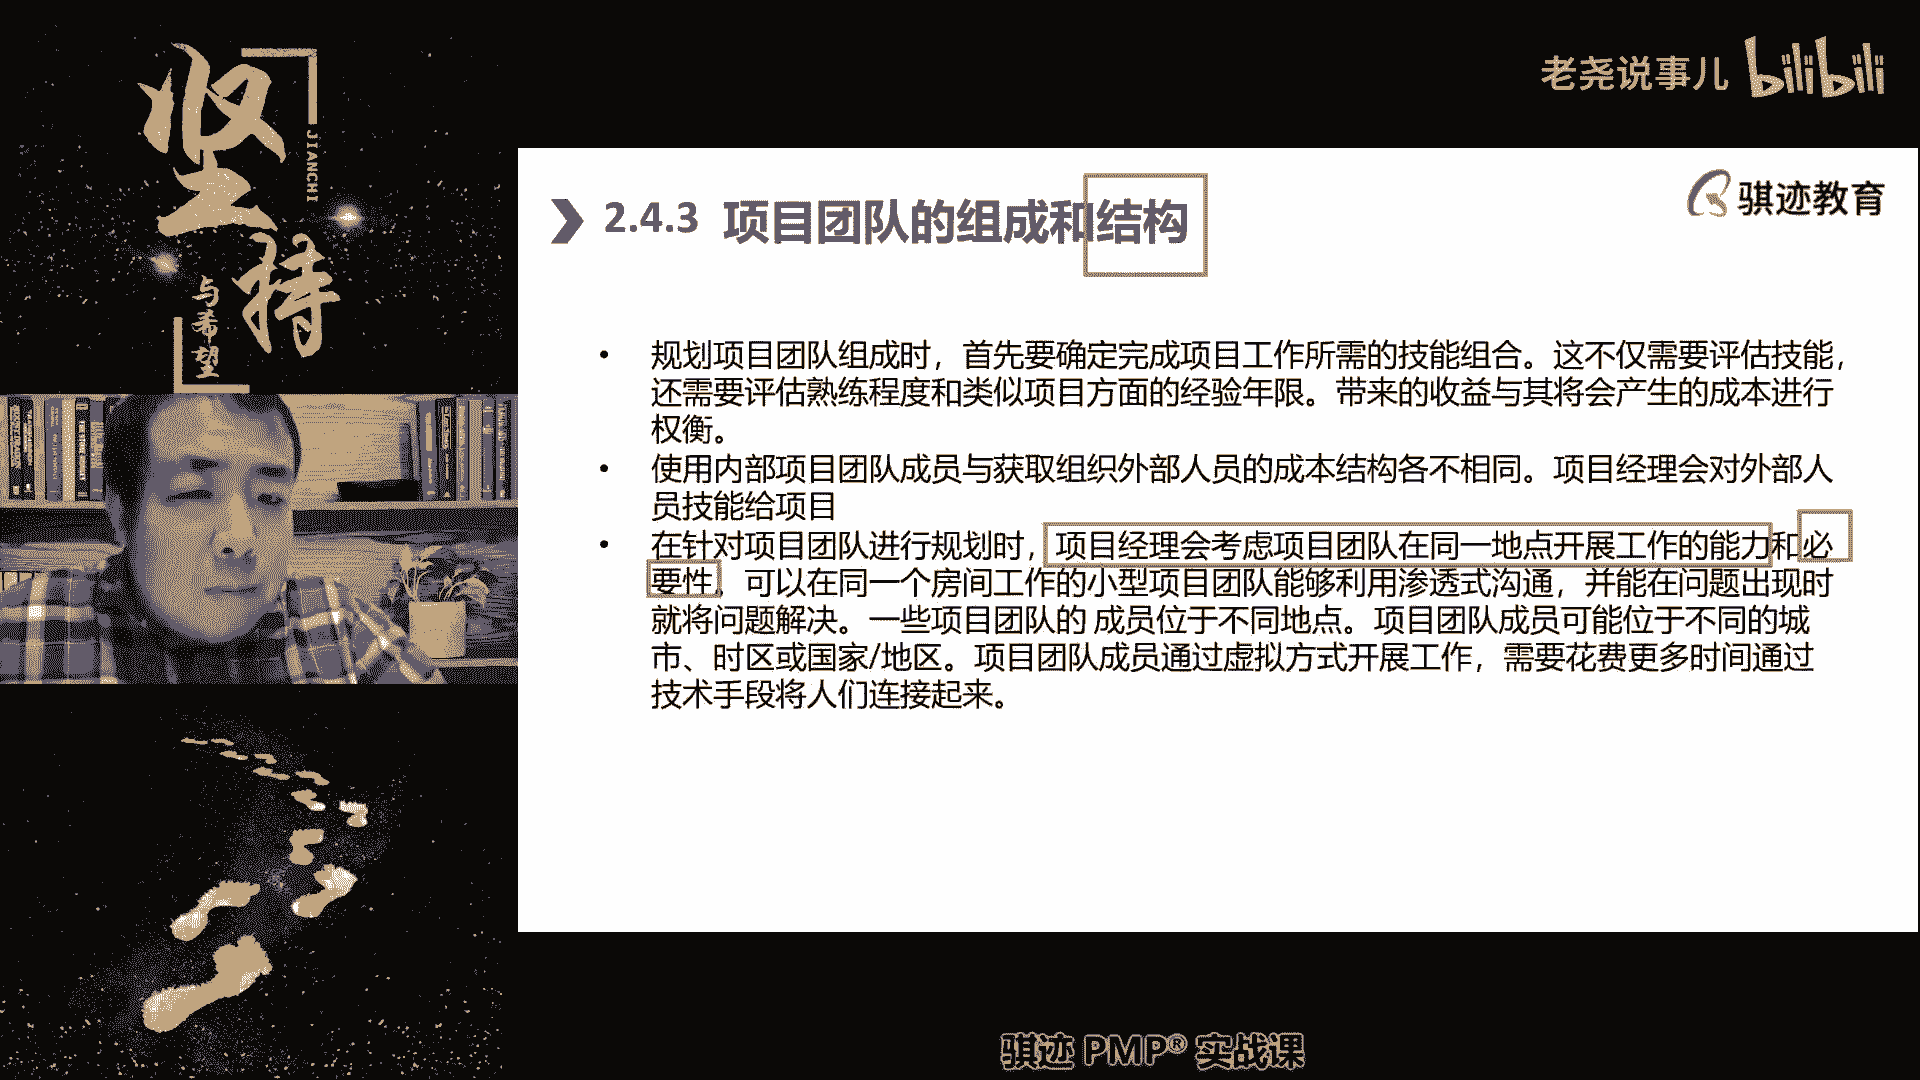 坚持
JIANCHI
与希望
老尧说事儿 bilibili
骐迹教育
2.4.3 项目团队的组成和结构
• 规划项目团队组成时，首先要确定完成项目工作所需的技能组合。这不仅需要评估技能，
还需要评估熟练程度和类似项目方面的经验年限。带来的收益与其将会产生的成本进行
权衡。
• 使用内部项目团队成员与获取组织外部人员的成本结构各不相同。项目经理会对外部人
员技能给项目
• 在针对项目团队进行规划时，项目经理会考虑项目团队在同一地点开展工作的能力和必
要性。可以在同一个房间工作的小型项目团队能够利用渗透式沟通，并能在问题出现时
就将问题解决。一些项目团队的 成员位于不同地点。项目团队成员可能位于不同的城
市、时区或国家/地区。项目团队成员通过虚拟方式开展工作，需要花费更多时间通过
技术手段将人们连接起来。
骐迹 PMP® 实战课